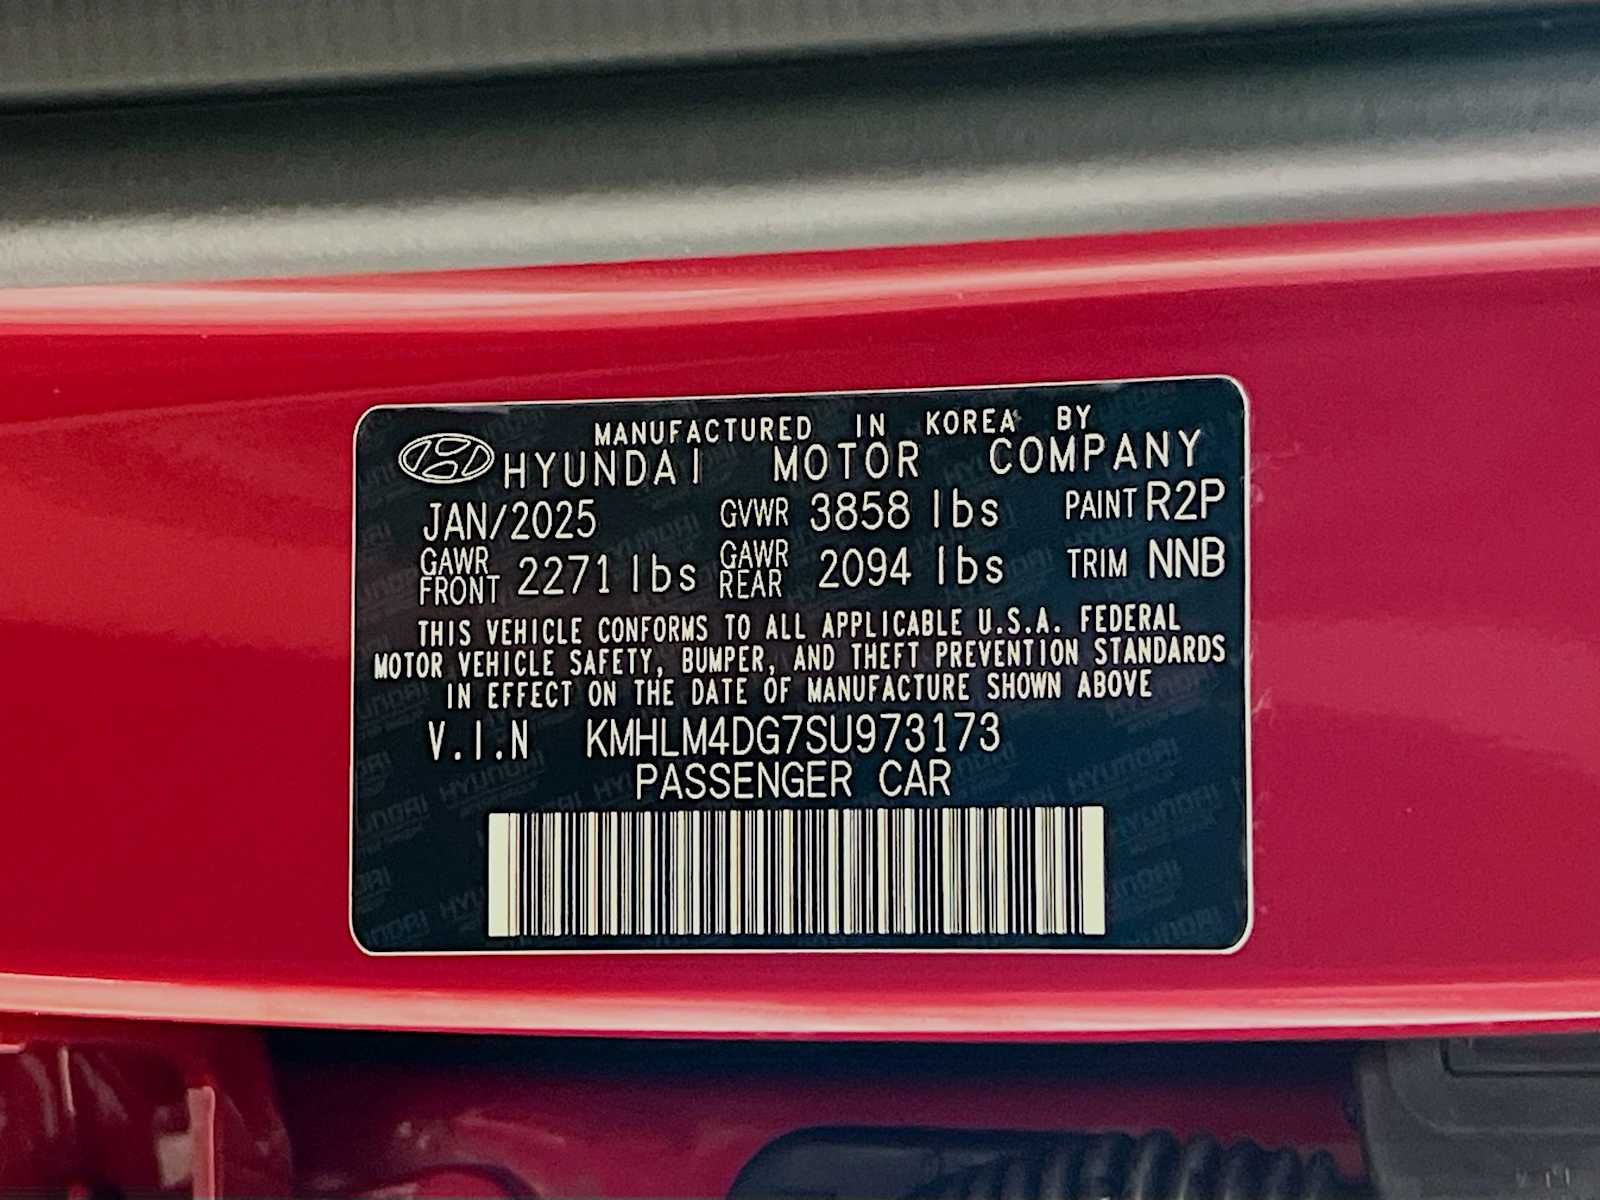 MANUFACTURED IN KOREA BY
HYUNDAI MOTOR COMPANY
JAN/2025 GVWR 3858 lbs PAINT R2P
GAWR FRONT 2271 lbs GAWR REAR 2094 lbs TRIM NNB
THIS VEHICLE CONFORMS TO ALL APPLICABLE U.S.A. FEDERAL
MOTOR VEHICLE SAFETY, BUMPER, AND THEFT PREVENTION STANDARDS
IN EFFECT ON THE DATE OF MANUFACTURE SHOWN ABOVE
V.I.N KMHLM4DG7SU973173
PASSENGER CAR